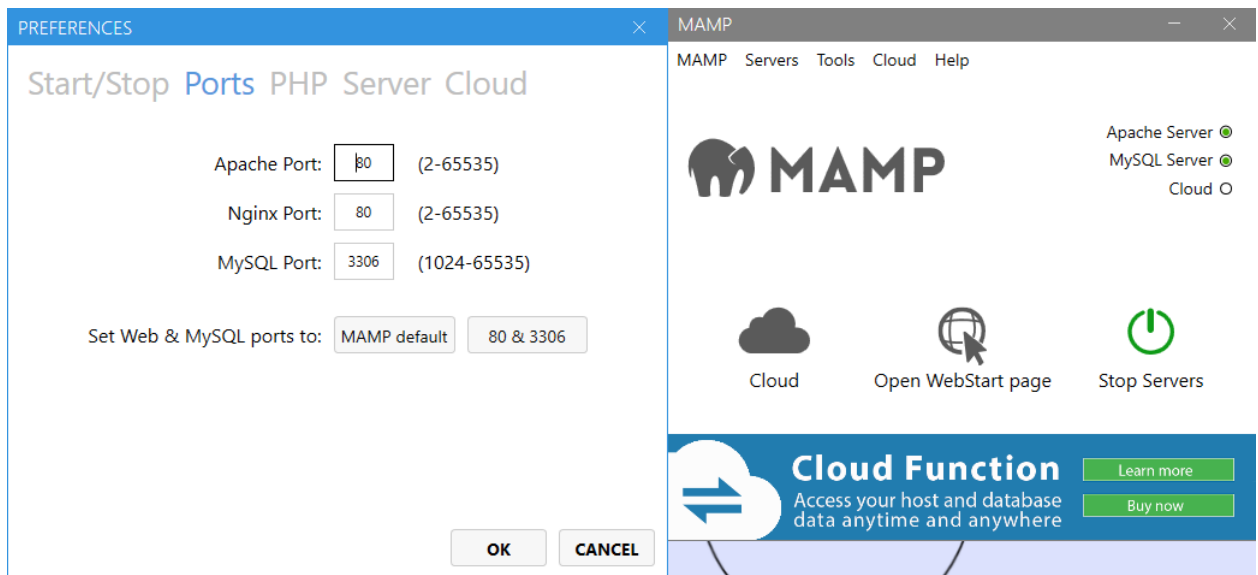 PREFERENCES
Start/Stop Ports PHP Server Cloud
Apache Port: 80 (2-65535)
Nginx Port: 80 (2-65535)
MySQL Port: 3306 (1024-65535)
Set Web & MySQL ports to: MAMP default 80 & 3306
OK CANCEL
MAMP
MAMP Servers Tools Cloud Help
Apache Server
MySQL Server
Cloud
MAMP
Cloud Open WebStart page Stop Servers
Cloud Function
Access your host and database
data anytime and anywhere
Learn more
Buy now